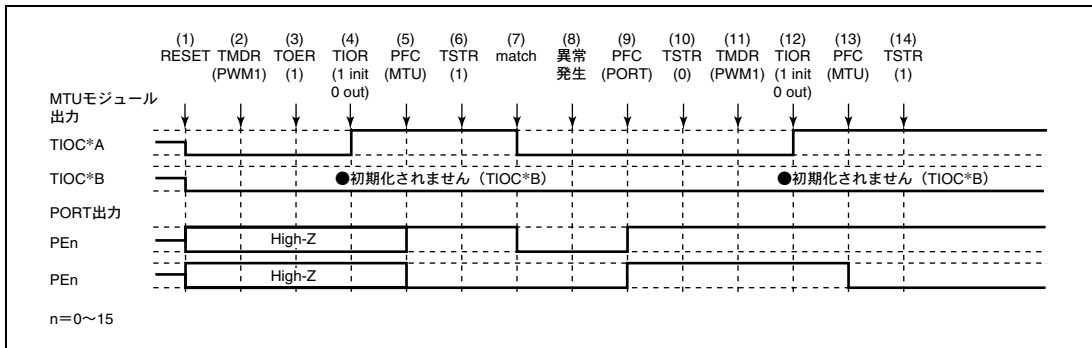 (1) (2) (3) (4) (5) (6) (7) (8) (9) (10) (11) (12) (13) (14)
RESET TMDR TOER TIOR PFC TSTR match 異常 PFC TSTR TMDR TIOR PFC TSTR
(PWM1) (1) (1 init (MTU) (1) 発生 (PORT) (0) (PWM1) (1 init (MTU) (1)
0 out) 0 out)
MTUモジュール
出力
TIOC*A
TIOC*B ●初期化されません（TIOC*B） ●初期化されません（TIOC*B）
PORT出力
PEn High-Z
PEn High-Z
n＝0～15